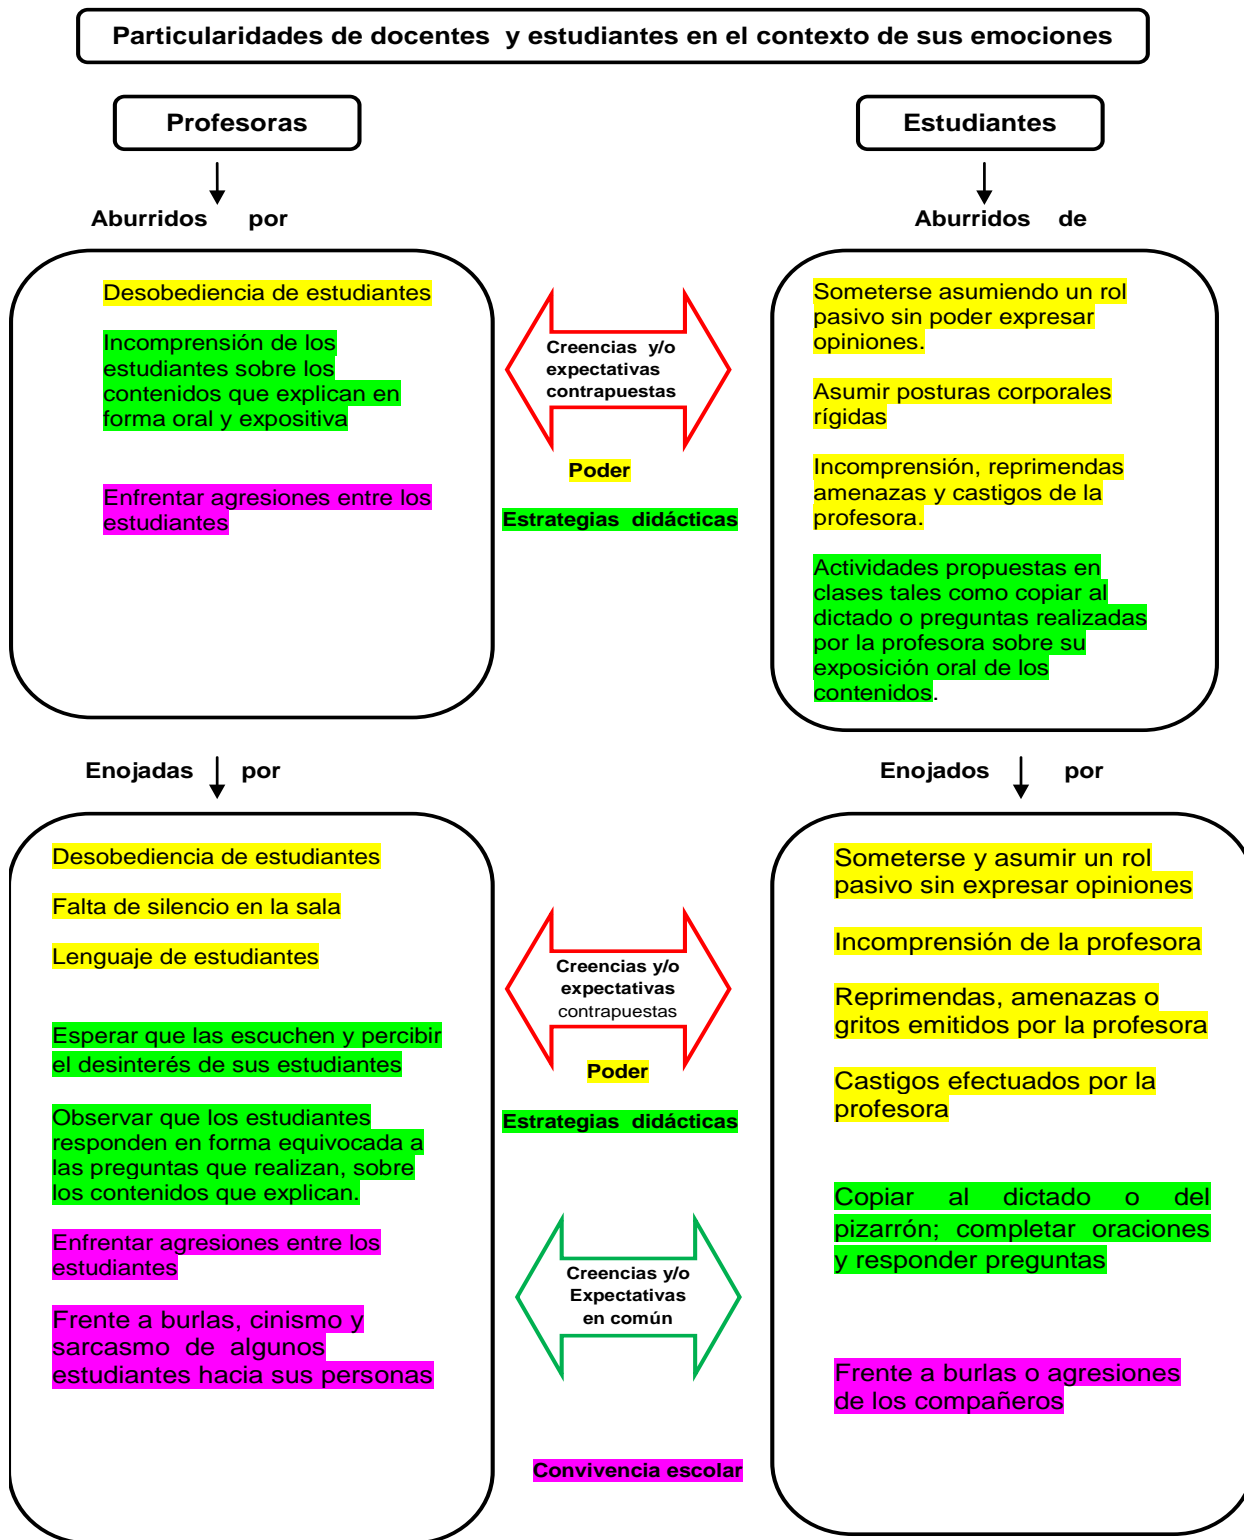 Particularidades de docentes y estudiantes en el contexto de sus emociones
Profesoras
Estudiantes
Aburridos por
Aburridos de
Desobediencia de estudiantes
Incomprensión de los
estudiantes sobre los
contenidos que explican en
forma oral y expositiva
Enfrentar agresiones entre los
estudiantes
Creencias y/o
expectativas
contrapuestas
Poder
Estrategias didácticas
Someterse asumiendo un rol
pasivo sin poder expresar
opiniones.
Asumir posturas corporales
rígidas
Incomprensión, reprimendas
amenazas y castigos de la
profesora.
Actividades propuestas en
clases tales como copiar al
dictado o preguntas realizadas
por la profesora sobre su
exposición oral de los
contenidos.
Enojadas por
Enojados por
Desobediencia de estudiantes
Falta de silencio en la sala
Lenguaje de estudiantes
Esperar que las escuchen y percibir
el desinterés de sus estudiantes
Observar que los estudiantes
responden en forma equivocada a
las preguntas que realizan, sobre
los contenidos que explican.
Enfrentar agresiones entre los
estudiantes
Frente a burlas, cinismo y
sarcasmo de algunos
estudiantes hacia sus personas
Creencias y/o
expectativas
contrapuestas
Poder
Estrategias didácticas
Creencias y/o
Expectativas
en común
Convivencia escolar
Someterse y asumir un rol
pasivo sin expresar opiniones
Incomprensión de la profesora
Reprimendas, amenazas o
gritos emitidos por la profesora
Castigos efectuados por la
profesora
Copiar al dictado o del
pizarrón; completar oraciones
y responder preguntas
Frente a burlas o agresiones
de los compañeros